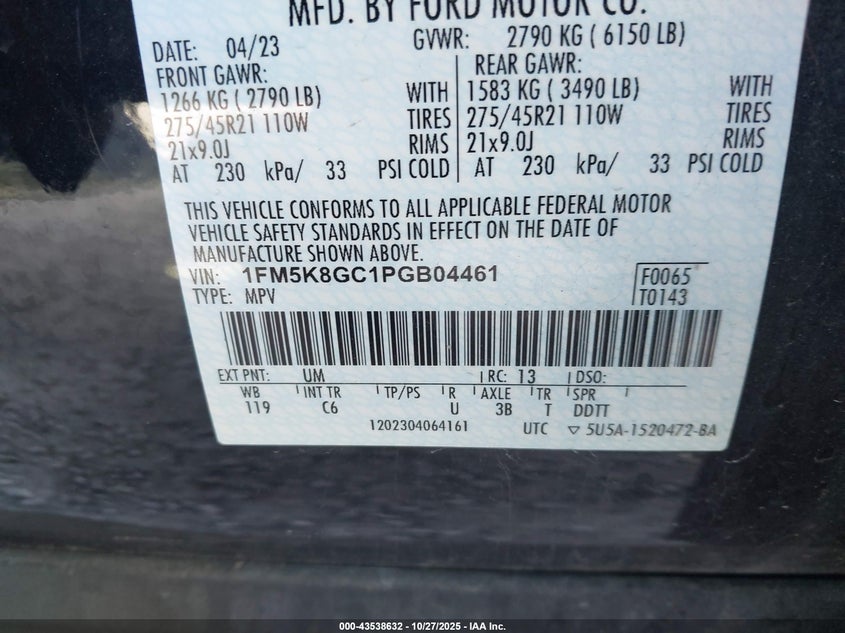 MFD. BY FORD MOTOR CO.
DATE: 04/23 GVWR: 2790 KG ( 6150 LB)
FRONT GAWR: REAR GAWR:
1266 KG ( 2790 LB) WITH 1583 KG ( 3490 LB) WITH
275/45R21 110W TIRES 275/45R21 110W TIRES
21x9.0J RIMS 21x9.0J RIMS
AT 230 kPa/ 33 PSI COLD AT 230 kPa/ 33 PSI COLD
THIS VEHICLE CONFORMS TO ALL APPLICABLE FEDERAL MOTOR
VEHICLE SAFETY STANDARDS IN EFFECT ON THE DATE OF
MANUFACTURE SHOWN ABOVE.
VIN: 1FM5K8GC1PGB04461 F0065
TYPE: MPV T0143
EXT PNT: UM RC: 13 DSO:
WB INT TR TP/PS R AXLE TR SPR
119 C6 U 3B T DDTT
1202304064161 UTC ▽ 5U5A-1520472-BA
000-43538632 | 10/27/2025 - IAA Inc.